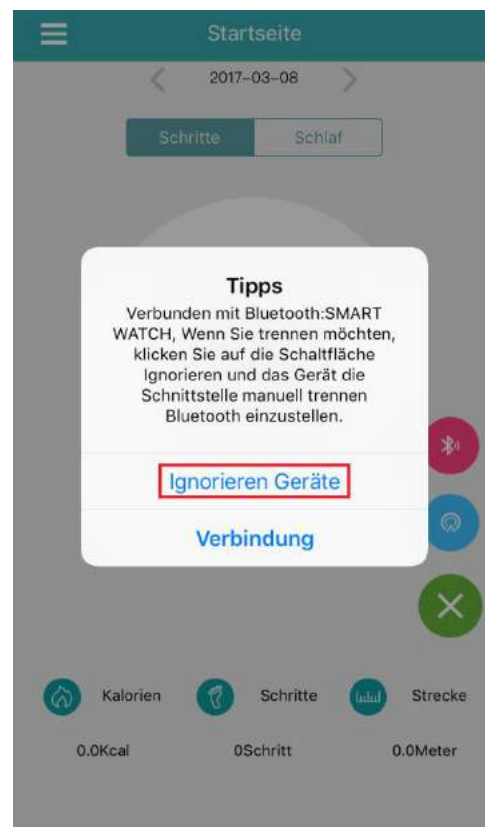 Startseite
2017-03-08
Schritte Schlaf
Tipps
Verbunden mit Bluetooth:SMART
WATCH, Wenn Sie trennen möchten,
klicken Sie auf die Schaltfläche
Ignorieren und das Gerät die
Schnittstelle manuell trennen
Bluetooth einzustellen.
Ignorieren Geräte
Verbindung
Kalorien Schritte Strecke
0.0Kcal 0Schritt 0.0Meter